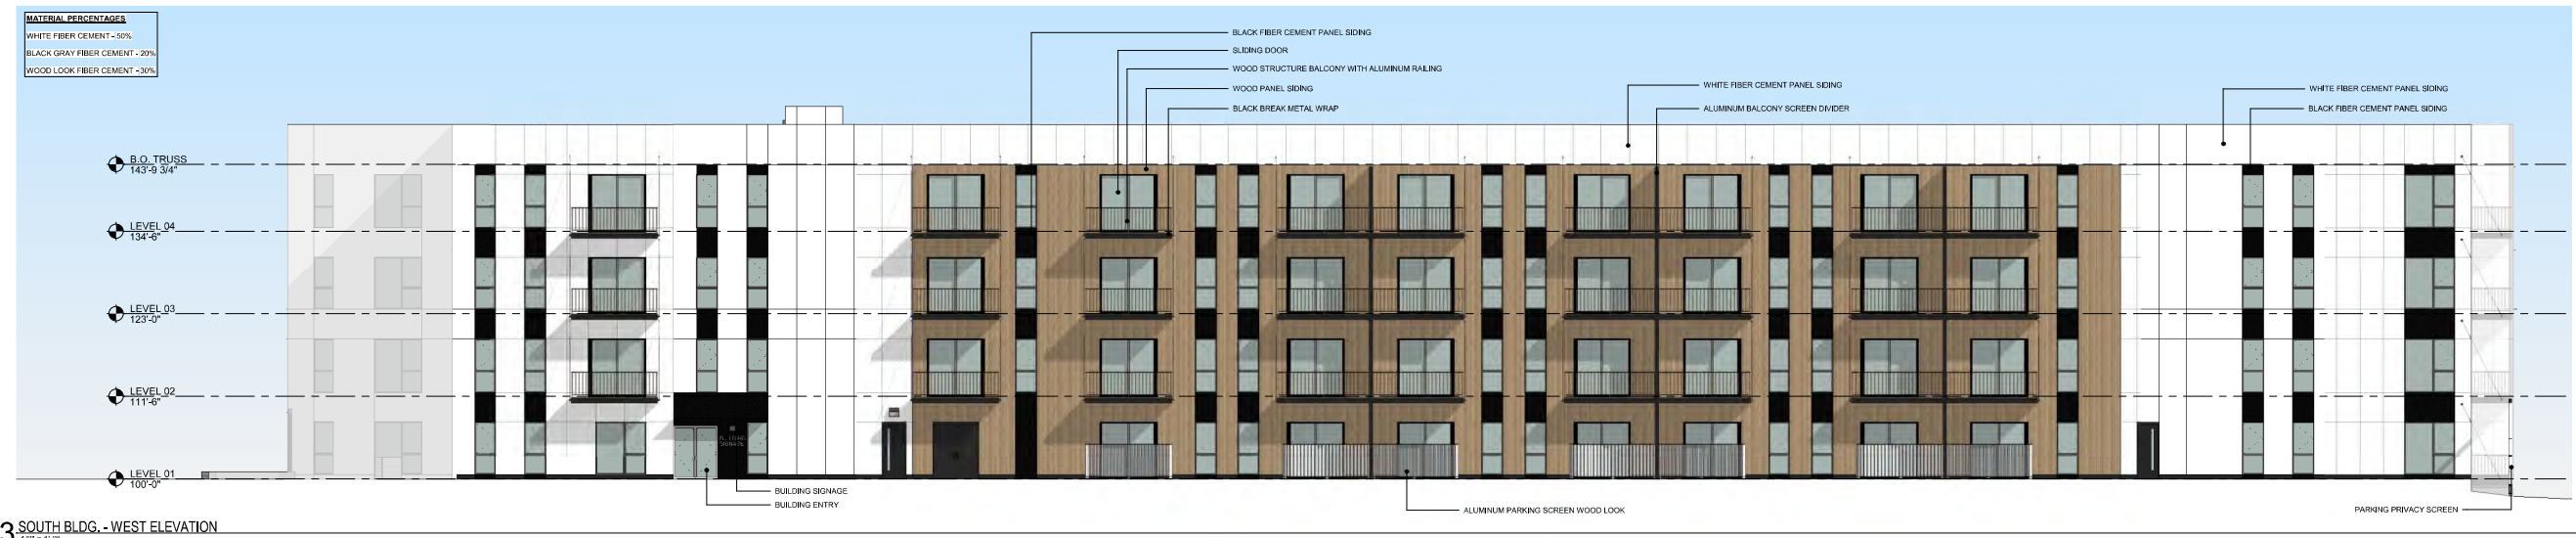 MATERIAL PERCENTAGES
WHITE FIBER CEMENT - 50%
BLACK GRAY FIBER CEMENT - 20%
WOOD LOOK FIBER CEMENT - 30%
BLACK FIBER CEMENT PANEL SIDING
SLIDING DOOR
WOOD STRUCTURE BALCONY WITH ALUMINUM RAILING
WOOD PANEL SIDING
BLACK BREAK METAL WRAP
WHITE FIBER CEMENT PANEL SIDING
ALUMINUM BALCONY SCREEN DIVIDER
WHITE FIBER CEMENT PANEL SIDING
BLACK FIBER CEMENT PANEL SIDING
B.O. TRUSS
143'-9 3/4"
LEVEL 04
134'-6"
LEVEL 03
123'-0"
LEVEL 02
111'-6"
LEVEL 01
100'-0"
SIGNAGE
BUILDING SIGNAGE
BUILDING ENTRY
ALUMINUM PARKING SCREEN WOOD LOOK
PARKING PRIVACY SCREEN
3 SOUTH BLDG. - WEST ELEVATION